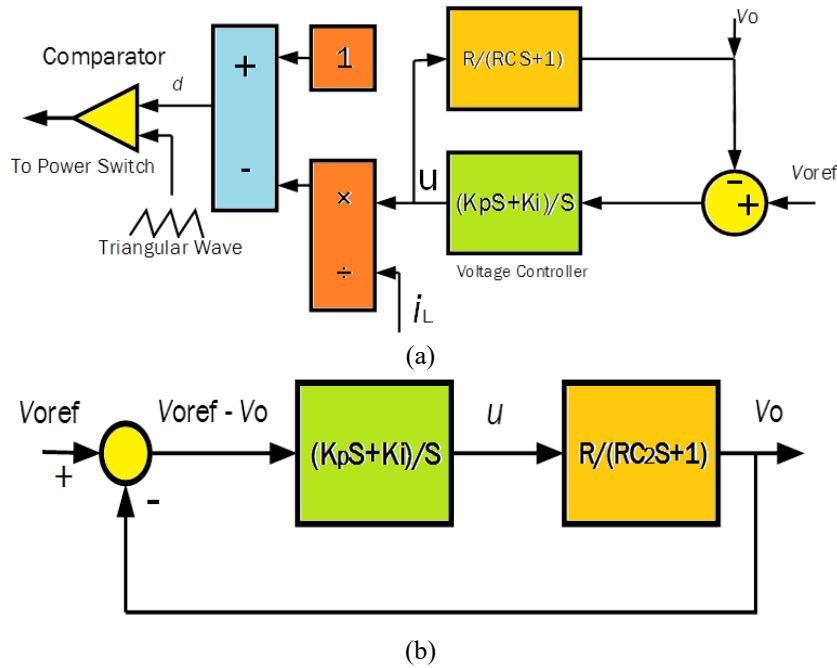 Vo
Comparator
+
1
R/(RCS+1)
d
To Power Switch
-
×
÷
u
(KpS+Ki)/S
-
+
Voref
Triangular Wave
Voltage Controller
iL
(a)
Voref
Voref - Vo
u
Vo
+
-
(KpS+Ki)/S
R/(RC2S+1)
(b)